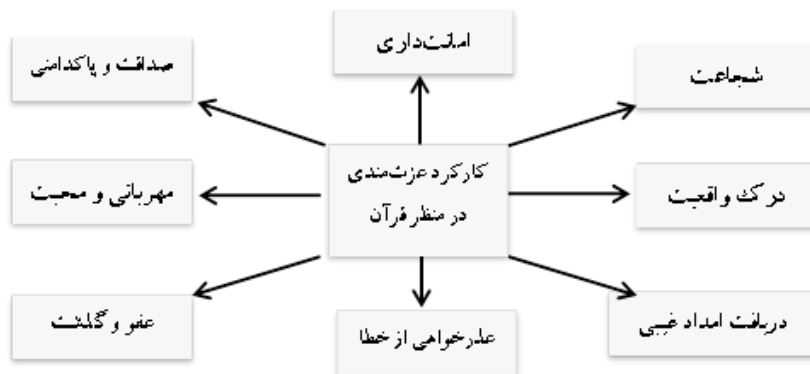 امانت‌داری
شجاعت
صداقت و پاکدامنی
کارکرد عزت‌مندی
در منظر قرآن
درک واقعیت
مهربانی و محبت
دریافت امداد غیبی
عذرخواهی از خطا
عفو و گذشت